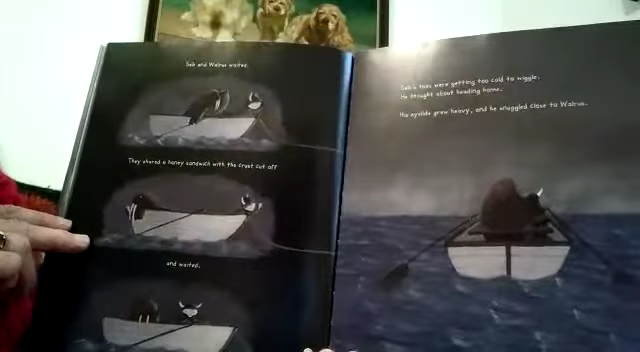 Seb and Walrus waited.
They shared a honey sandwich with the crust cut off
and waited.
Seb's toes were getting too cold to wiggle.
He thought about heading home.
His eyelids grew heavy, and he snuggled close to Walrus.